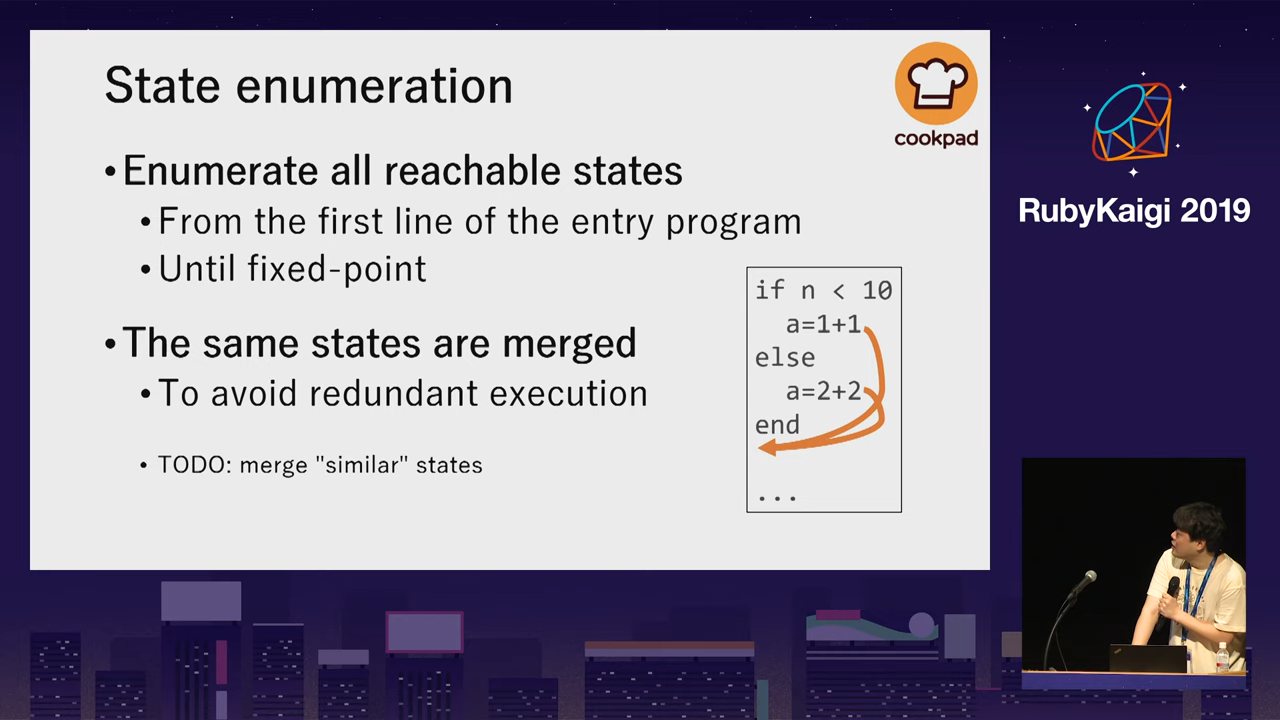 State enumeration
cookpad
•Enumerate all reachable states
•From the first line of the entry program
•Until fixed-point
•The same states are merged
•To avoid redundant execution
• TODO: merge "similar" states
if n < 10
a=1+1
else
a=2+2
end
...
RubyKaigi 2019